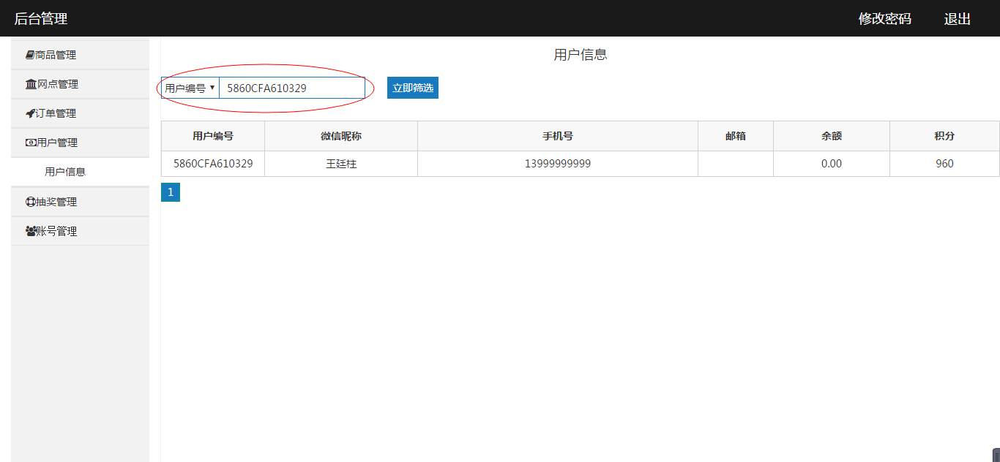 后台管理 修改密码 退出
商品管理
网点管理
订单管理
用户管理
用户信息
抽奖管理
账号管理
用户信息
用户编号 5860CFA610329 立即筛选
用户编号 微信昵称 手机号 邮箱 余额 积分
5860CFA610329 王廷柱 13999999999 0.00 960
1